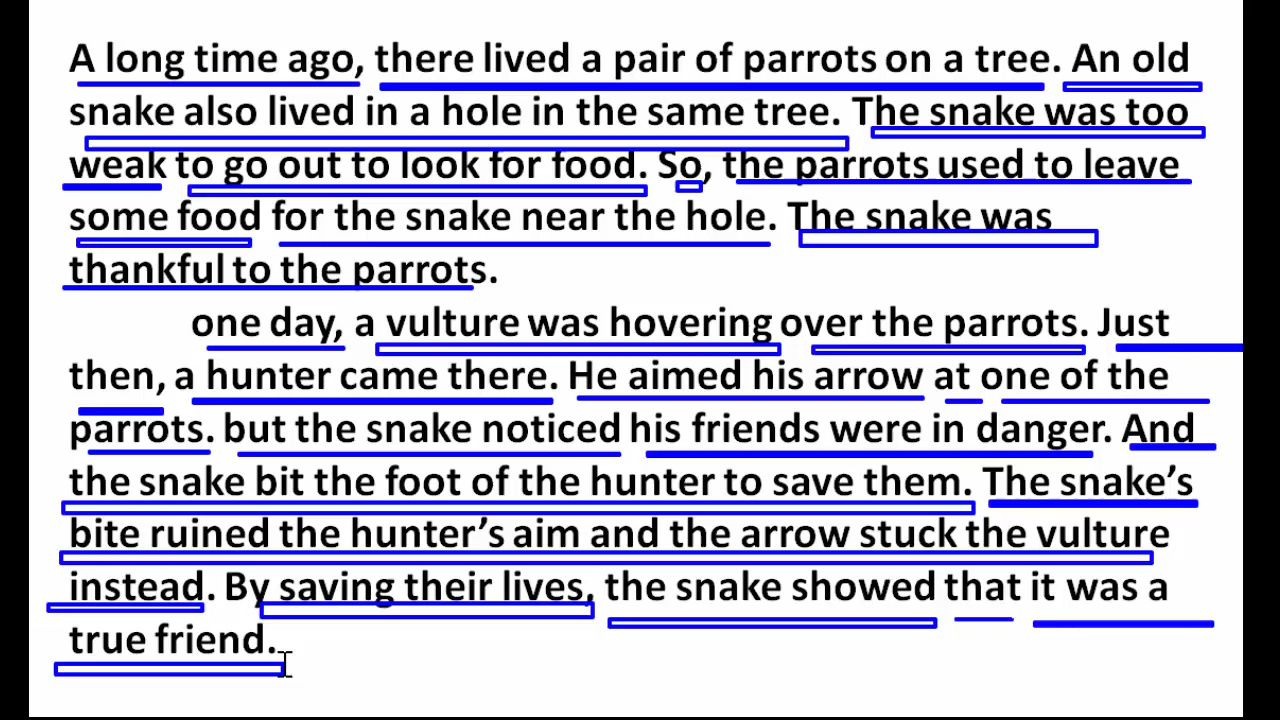 A long time ago, there lived a pair of parrots on a tree. An old
snake also lived in a hole in the same tree. The snake was too
weak to go out to look for food. So, the parrots used to leave
some food for the snake near the hole. The snake was
thankful to the parrots.
one day, a vulture was hovering over the parrots. Just
then, a hunter came there. He aimed his arrow at one of the
parrots. but the snake noticed his friends were in danger. And
the snake bit the foot of the hunter to save them. The snake’s
bite ruined the hunter’s aim and the arrow stuck the vulture
instead. By saving their lives, the snake showed that it was a
true friend.